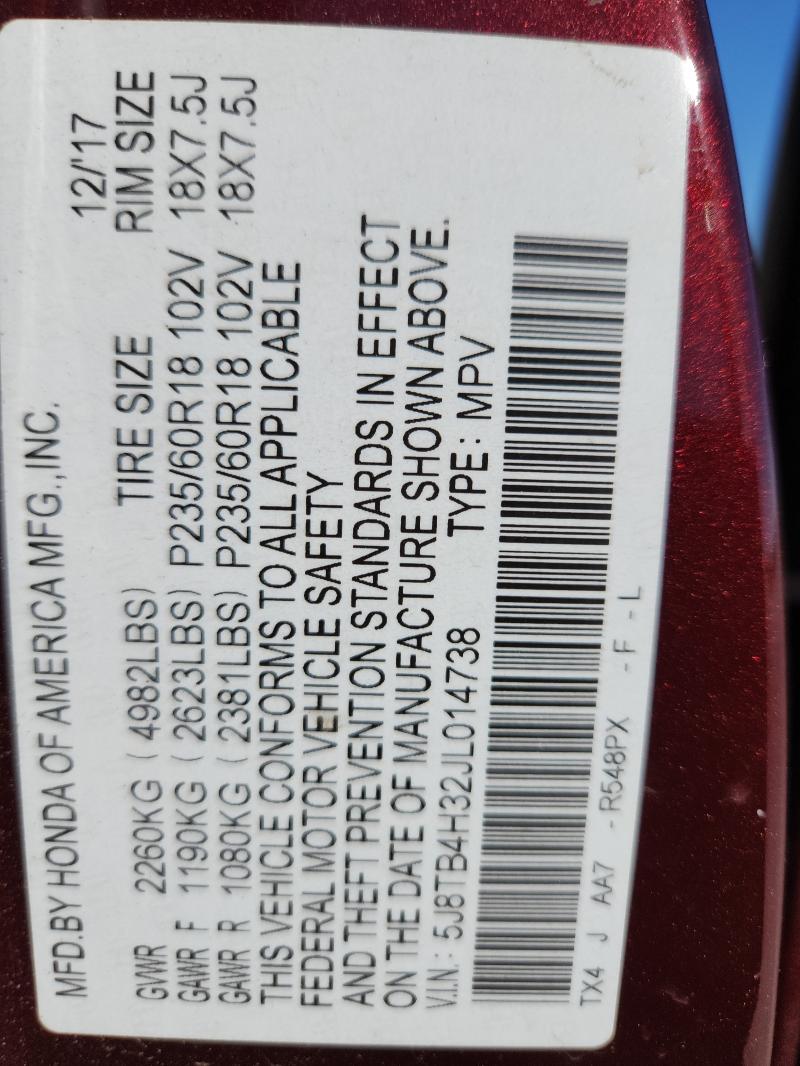 MFD.BY HONDA OF AMERICA MFG.,INC. 12/'17
TIRE SIZE RIM SIZE
GVWR 2260KG ( 4982LBS)
GAWR F 1190KG ( 2623LBS) P235/60R18 102V 18X7.5J
GAWR R 1080KG ( 2381LBS) P235/60R18 102V 18X7.5J
THIS VEHICLE CONFORMS TO ALL APPLICABLE
FEDERAL MOTOR VEHICLE SAFETY
AND THEFT PREVENTION STANDARDS IN EFFECT
ON THE DATE OF MANUFACTURE SHOWN ABOVE.
V.I.N.: 5J8TB4H32JL014738 TYPE: MPV
TX4 J AA7 - R548PX - F - L